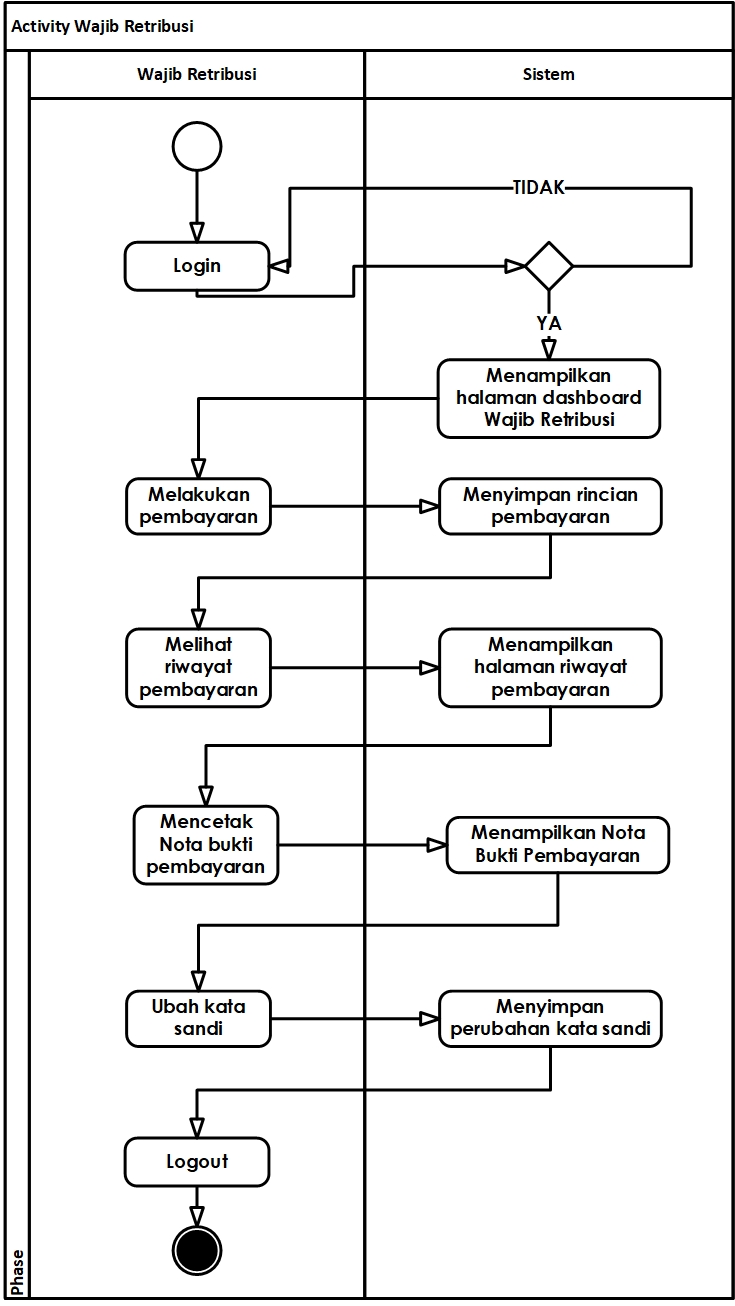 Activity Wajib Retribusi
Wajib Retribusi
Sistem
TIDAK
Login
YA
Menampilkan
halaman dashboard
Wajib Retribusi
Melakukan
pembayaran
Menyimpan rincian
pembayaran
Melihat
riwayat
pembayaran
Menampilkan
halaman riwayat
pembayaran
Mencetak
Nota bukti
pembayaran
Menampilkan Nota
Bukti Pembayaran
Ubah kata
sandi
Menyimpan
perubahan kata sandi
Logout
Phase